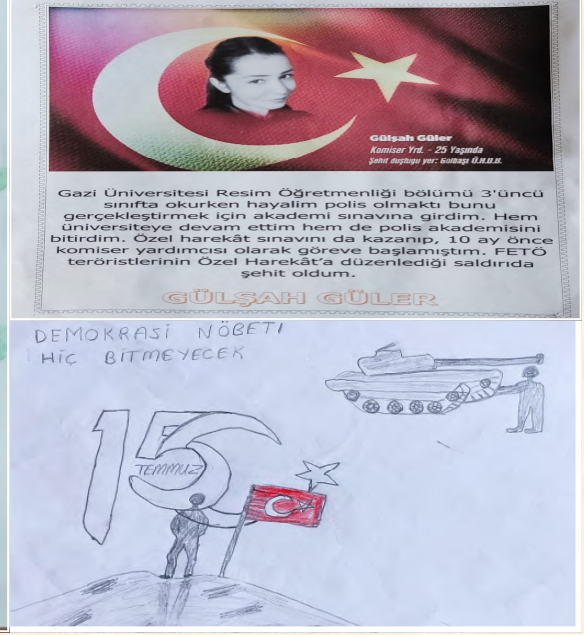 Gülşah Güler
Komiser Yrd. - 25 Yaşında
Şehit düştüğü yer: Gölbaşı Ö.H.D.B.
Gazi Üniversitesi Resim Öğretmenliği bölümü 3'üncü
sınıfta okurken hayalim polis olmaktı bunu
gerçekleştirmek için akademi sınavına girdim. Hem
üniversiteye devam ettim hem de polis akademisini
bitirdim. Özel harekât sınavını da kazanıp, 10 ay önce
komiser yardımcısı olarak göreve başlamıştım. FETÖ
teröristlerinin Özel Harekât'a düzenlediği saldırıda
şehit oldum.
GÜLŞAH GÜLER
DEMOKRASİ NÖBETİ
HİÇ BİTMEYECEK
15
TEMMUZ